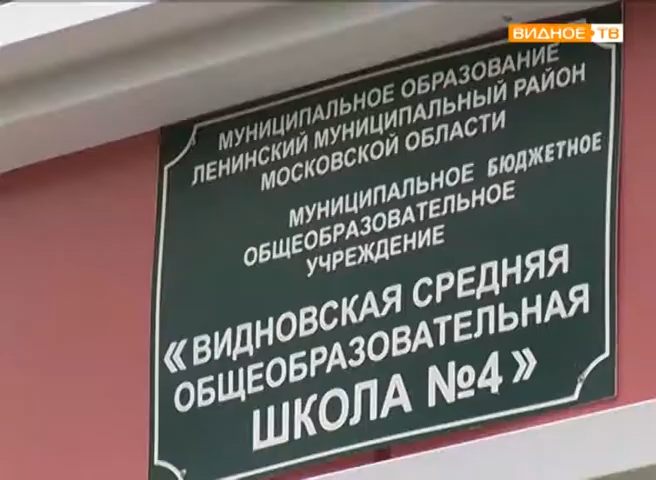 ВИДНОЕ ТВ
МУНИЦИПАЛЬНОЕ ОБРАЗОВАНИЕ
ЛЕНИНСКИЙ МУНИЦИПАЛЬНЫЙ РАЙОН
МОСКОВСКОЙ ОБЛАСТИ
МУНИЦИПАЛЬНОЕ БЮДЖЕТНОЕ
ОБЩЕОБРАЗОВАТЕЛЬНОЕ
УЧРЕЖДЕНИЕ
«ВИДНОВСКАЯ СРЕДНЯЯ
ОБЩЕОБРАЗОВАТЕЛЬНАЯ
ШКОЛА №4»